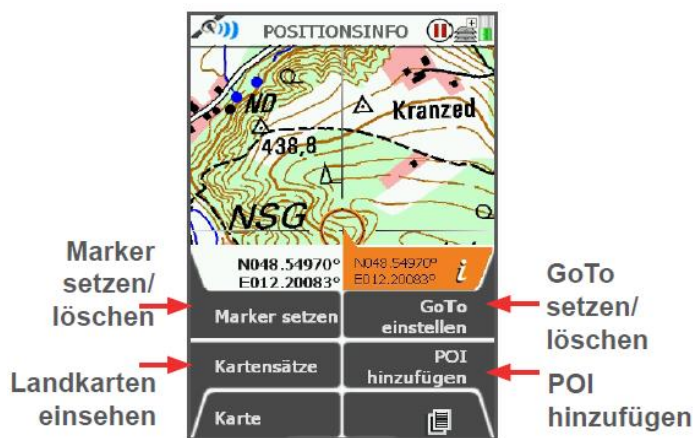 POSITIONSINFO
ND
Kranzed
438,8
NSG
N048.54970°
E012.20083°
N048.54970°
E012.20083°
i
Marker
setzen/
löschen
Marker setzen
GoTo
einstellen
GoTo
setzen/
löschen
Landkarten
einsehen
Kartensätze
POI
hinzufügen
POI
hinzufügen
Karte